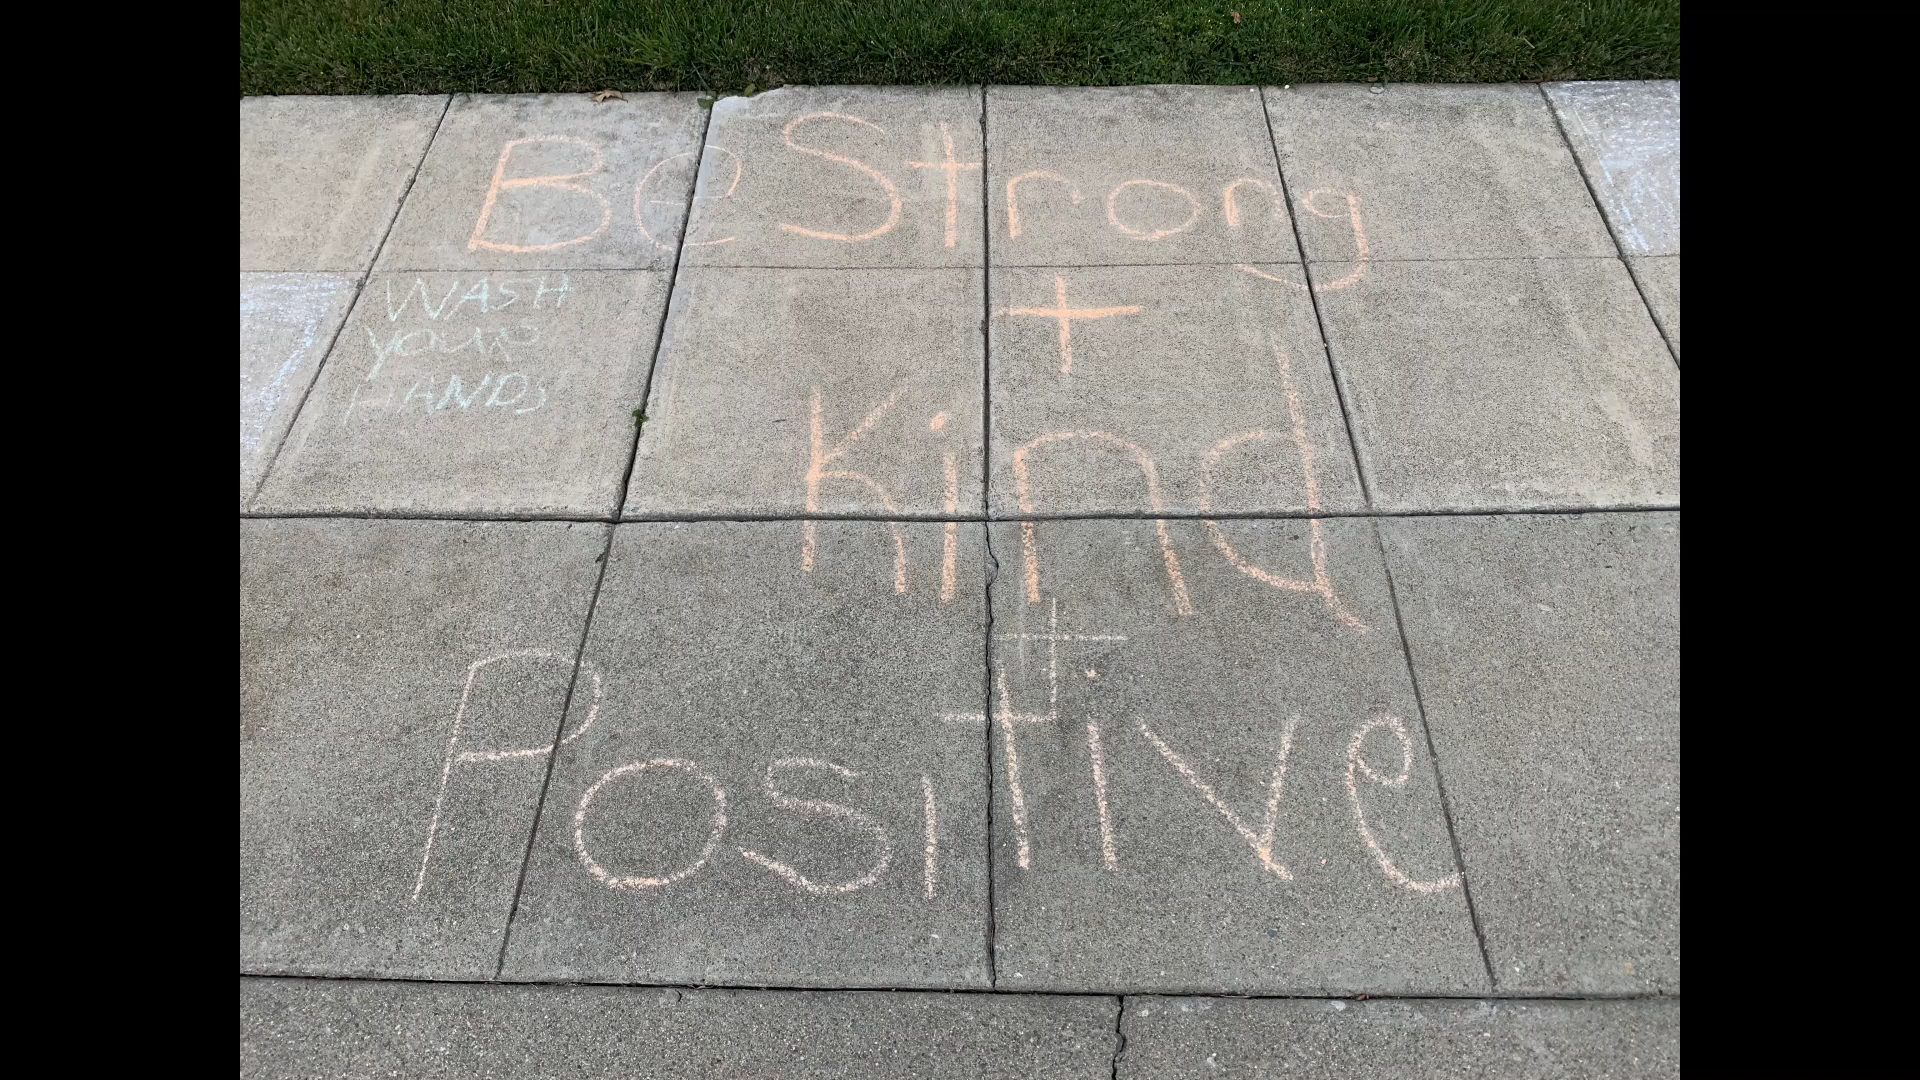 Be Strong
+
Kind
+
Positive
WASH
YOUR
HANDS